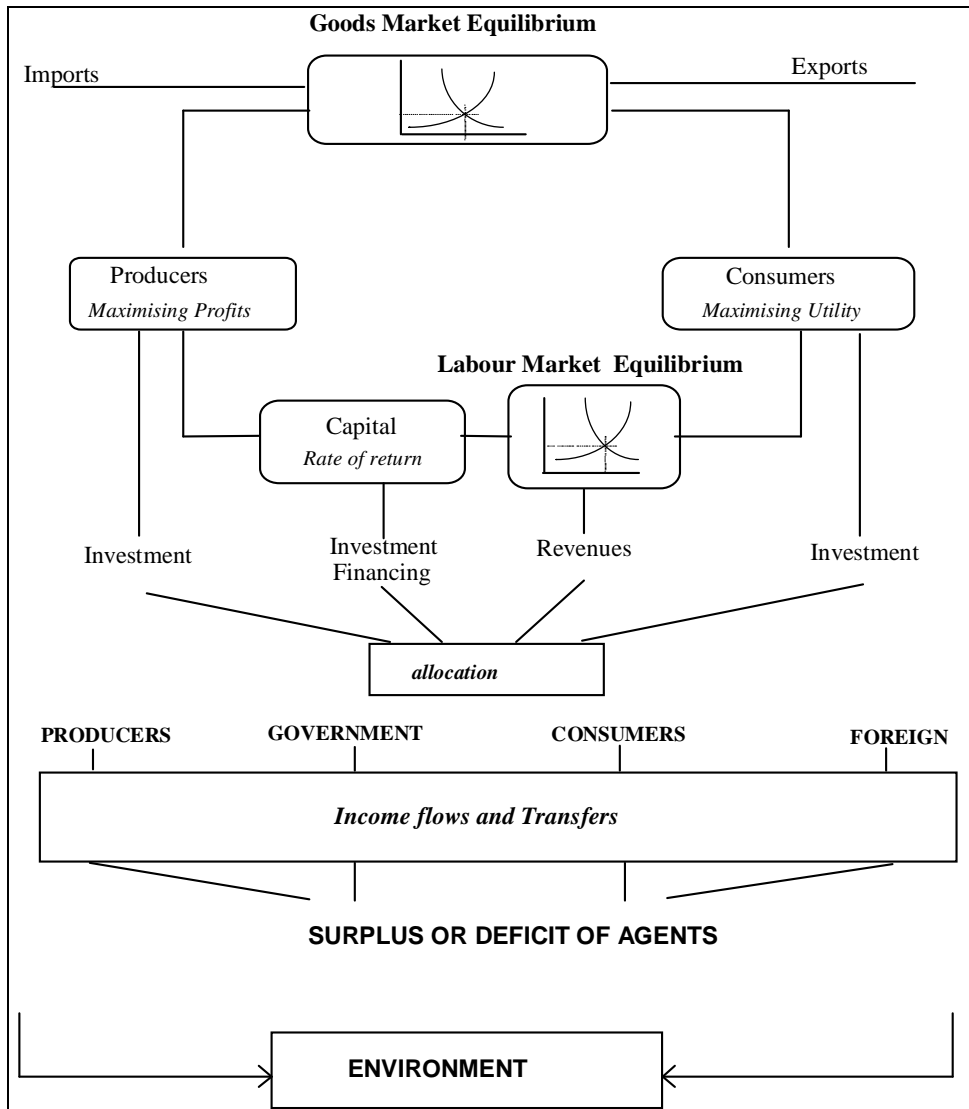 Goods Market Equilibrium
Imports
Exports
Producers
Maximising Profits
Consumers
Maximising Utility
Labour Market Equilibrium
Capital
Rate of return
Investment
Investment
Financing
Revenues
Investment
allocation
PRODUCERS
GOVERNMENT
CONSUMERS
FOREIGN
Income flows and Transfers
SURPLUS OR DEFICIT OF AGENTS
ENVIRONMENT